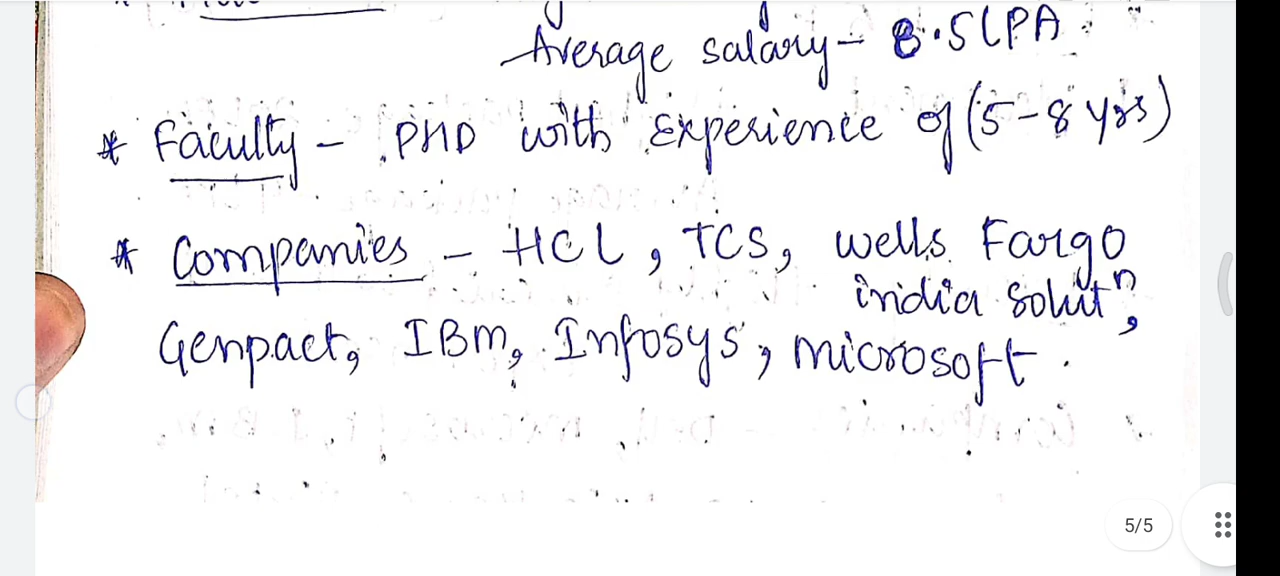 Average salary - 8.5LPA
* Faculty - PHD with Experience of (5-8 yrs)
* Companies - HCL, TCS, wells Fargo
india solutn,
Genpact, IBm, Infosys, microsoft.
5/5